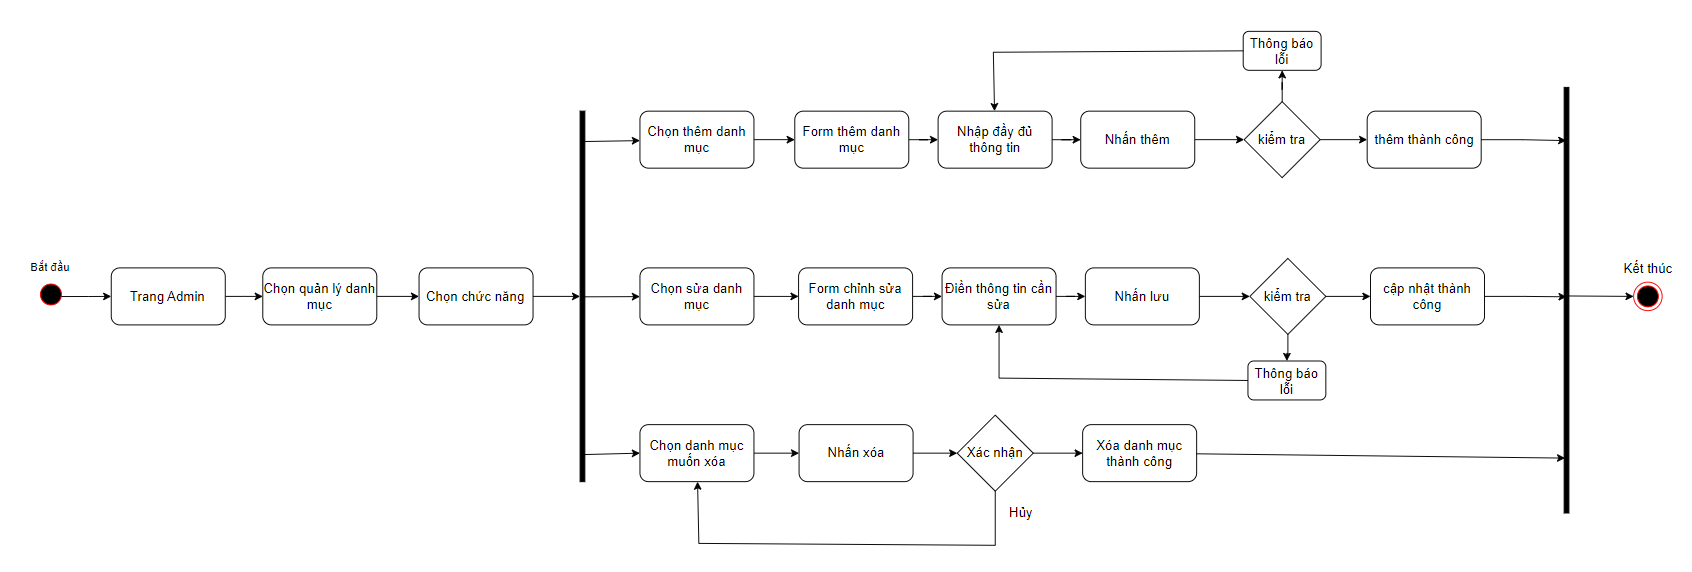 Thông báo
lỗi
Chọn thêm danh
mục
Form thêm danh
mục
Nhập đầy đủ
thông tin
Nhấn thêm
kiểm tra
thêm thành công
Bắt đầu
Trang Admin
Chọn quản lý danh
mục
Chọn chức năng
Chọn sửa danh
mục
Form chỉnh sửa
danh mục
Điền thông tin cần
sửa
Nhấn lưu
kiểm tra
cập nhật thành
công
Kết thúc
Thông báo
lỗi
Chọn danh mục
muốn xóa
Nhấn xóa
Xác nhận
Xóa danh mục
thành công
Hủy